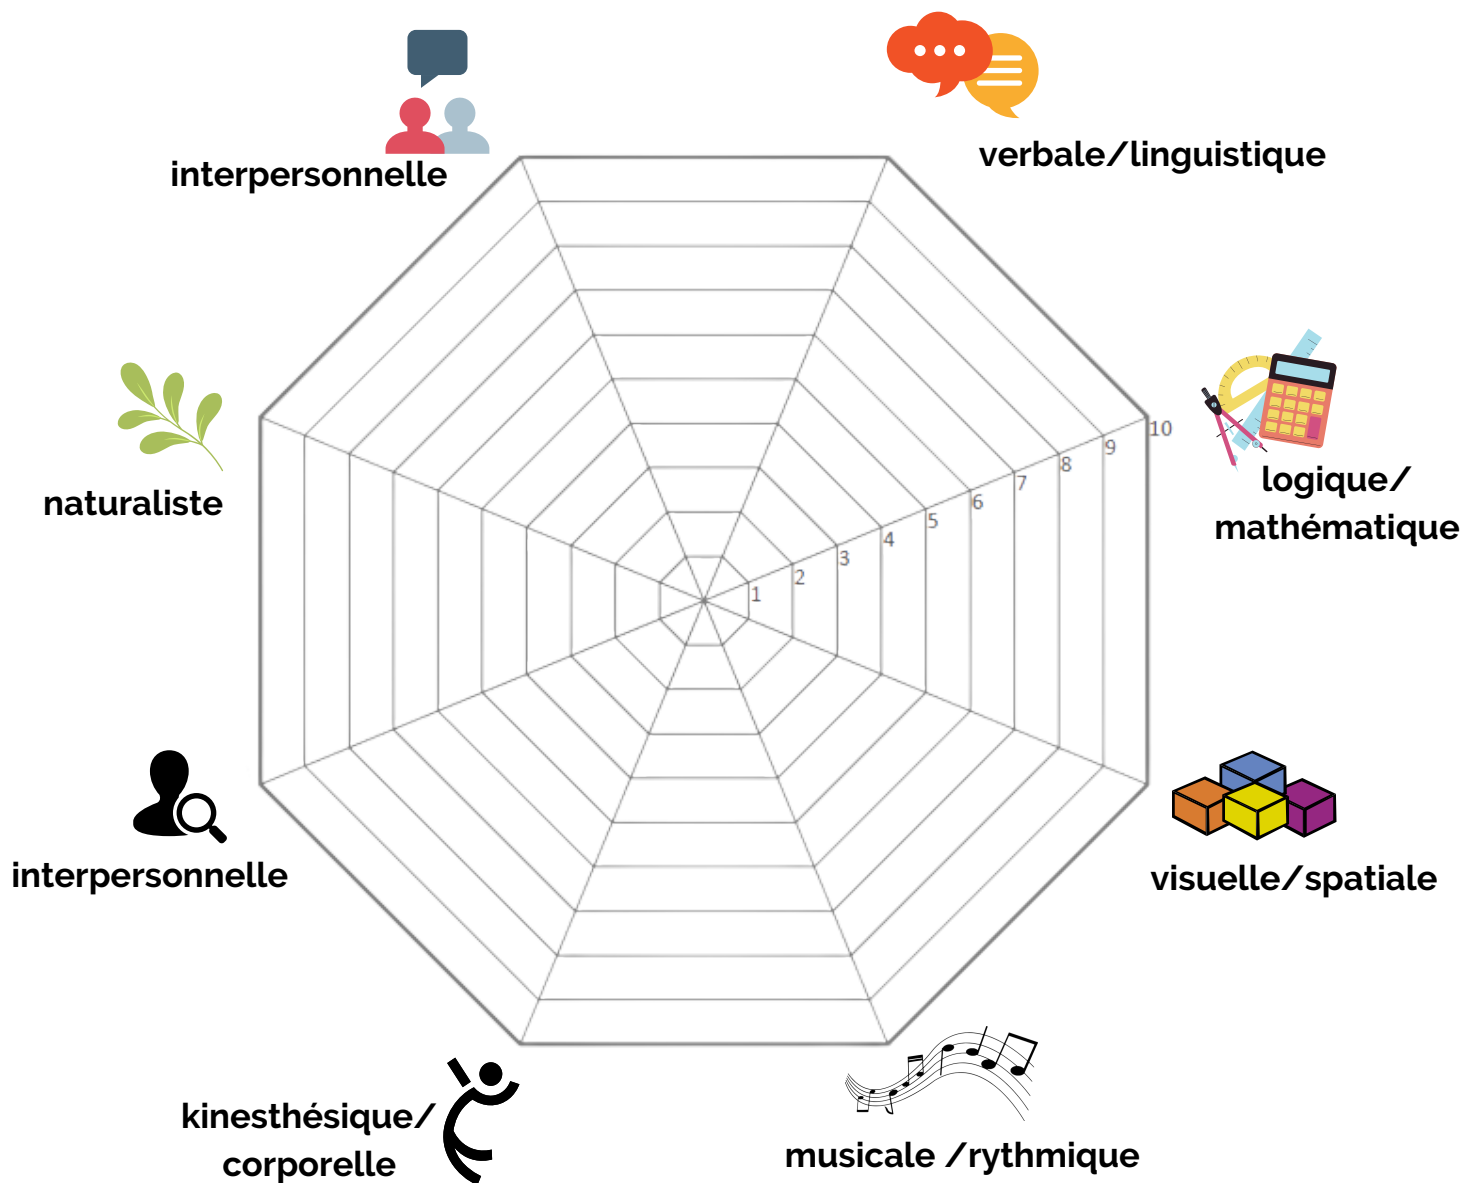 verbale/linguistique
interpersonnelle
10
9
8
7
6
5
4
3
2
1
logique/
mathématique
naturaliste
interpersonnelle
visuelle/spatiale
kinesthésique/
corporelle
musicale /rythmique